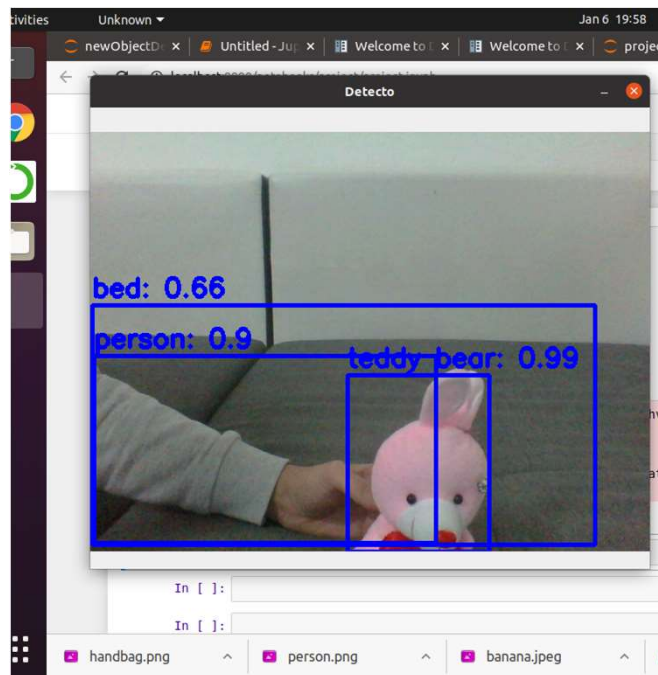 tivities Unknown Jan 6 19:58
newObjectD × Untitled - Jup × Welcome to × Welcome to × projec
Detecto
bed: 0.66
person: 0.9
teddy bear: 0.99
In [ ]:
In [ ]:
handbag.png person.png banana.jpeg